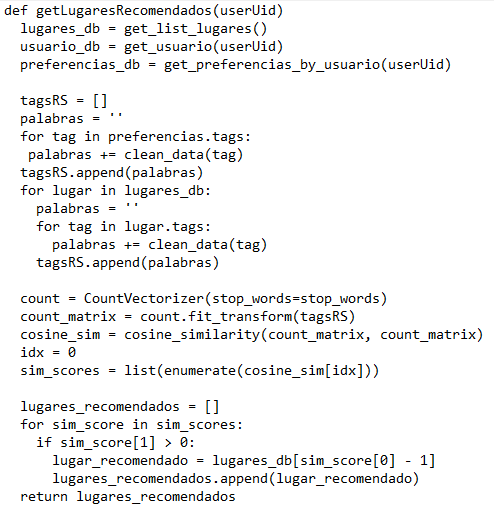 def getLugaresRecomendados(userUid)
  lugares_db = get_list_lugares()
  usuario_db = get_usuario(userUid)
  preferencias_db = get_preferencias_by_usuario(userUid)

  tagsRS = []
  palabras = ''
  for tag in preferencias.tags:
   palabras += clean_data(tag)
  tagsRS.append(palabras)
  for lugar in lugares_db:
    palabras = ''
    for tag in lugar.tags:
      palabras += clean_data(tag)
    tagsRS.append(palabras)

  count = CountVectorizer(stop_words=stop_words)
  count_matrix = count.fit_transform(tagsRS)
  cosine_sim = cosine_similarity(count_matrix, count_matrix)
  idx = 0
  sim_scores = list(enumerate(cosine_sim[idx]))

  lugares_recomendados = []
  for sim_score in sim_scores:
    if sim_score[1] > 0:
      lugar_recomendado = lugares_db[sim_score[0] - 1]
      lugares_recomendados.append(lugar_recomendado)
  return lugares_recomendados